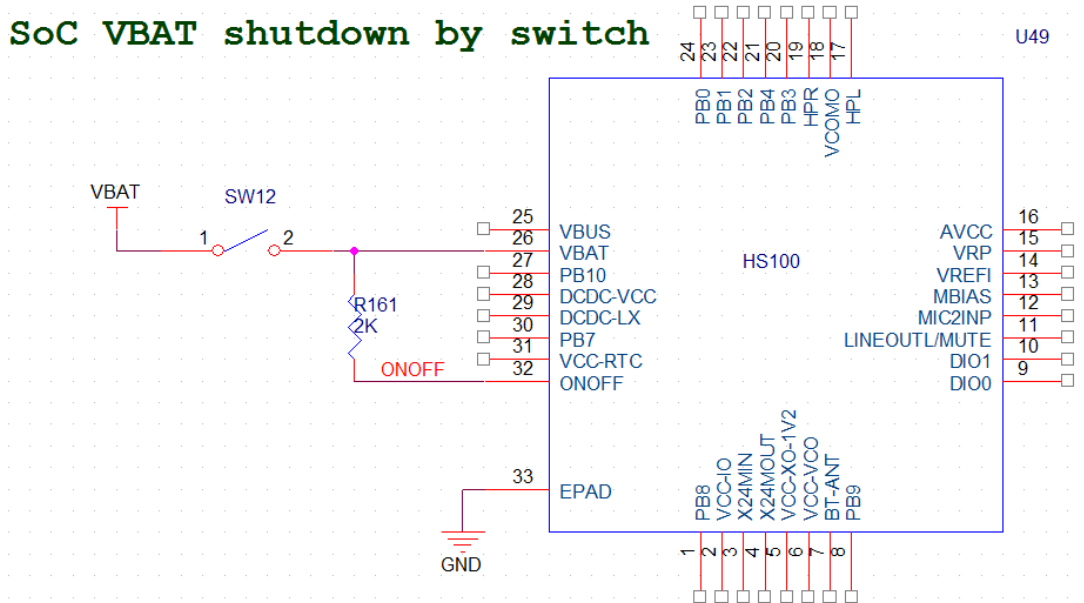 SoC VBAT shutdown by switch
U49
24 23 22 21 20 19 18 17
PB0 PB1 PB2 PB4 PB3 HPR VCOMO HPL
VBAT
SW12
1 2
25 VBUS
26 VBAT
27 PB10
28 DCDC-VCC
29 DCDC-LX
30 PB7
31 VCC-RTC
32 ONOFF
33 EPAD
HS100
AVCC 16
VRP 15
VREFI 14
MBIAS 13
MIC2INP 12
LINEOUTL/MUTE 11
DIO1 10
DIO0 9
R161
2K
ONOFF
GND
PB8 VCC-IO X24MIN X24MOUT VCC-XO-1V2 VCC-VCO BT-ANT PB9
1 2 3 4 5 6 7 8